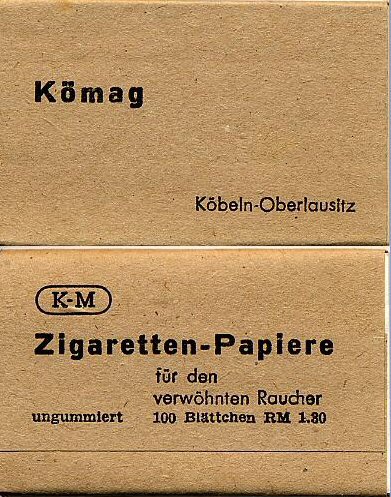 Kömag
Köbeln-Oberlausitz
K-M
Zigaretten-Papiere
für den
verwöhnten Raucher
ungummiert 100 Blättchen RM 1.30